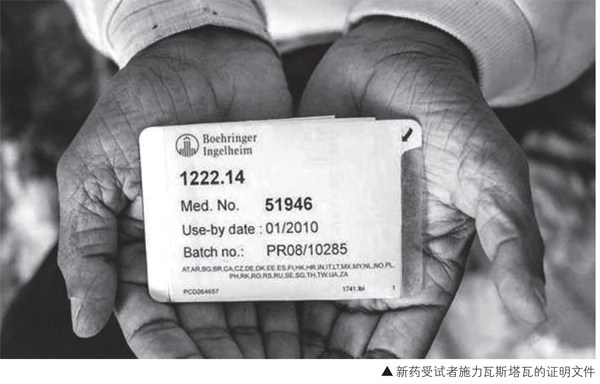 Boehringer
Ingelheim
1222.14
Med. No. 51946
Use-by date : 01/2010
Batch no.: PR08/10285
AT,AR,BG,BR,CA,CZ,DE,DK,EE,ES,FI,HK,HR,IN,IT,LT,MX,MY,NL,NO,PL,
PH,RK,RO,RS,RU,SE,SG,TH,TW,UA,ZA
PCD264657 1741.lbl 1
▲新药受试者施力瓦斯塔瓦的证明文件